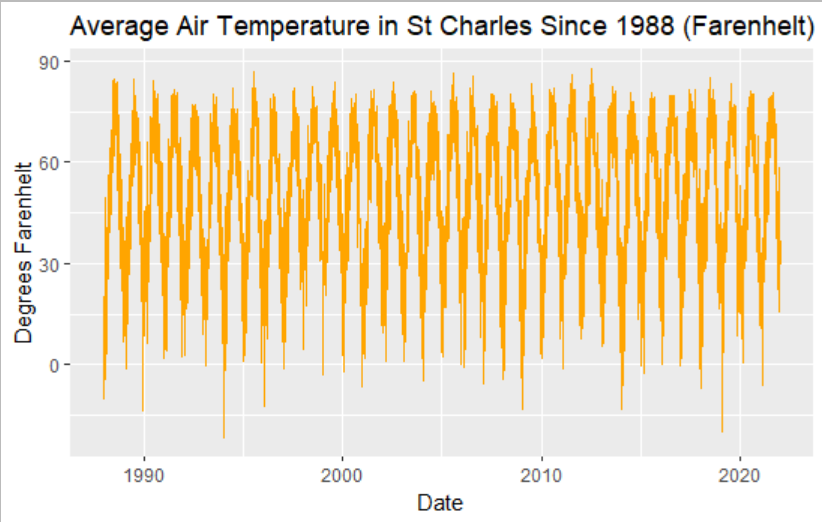 Average Air Temperature in St Charles Since 1988 (Farenhelt)
Degrees Farenhelt
90
60
30
0
1990
2000
2010
2020
Date